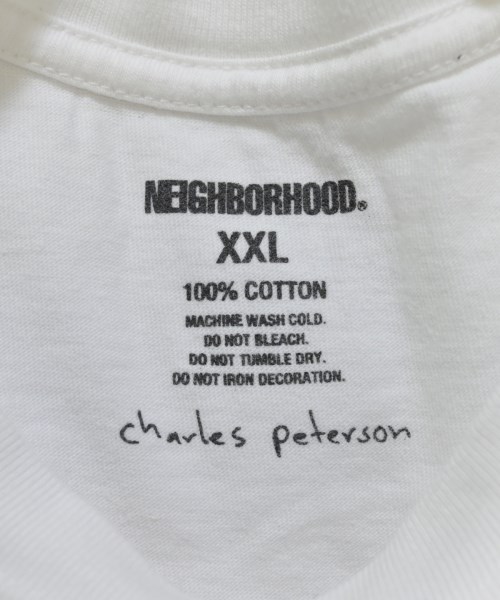 NEIGHBORHOOD®
XXL
100% COTTON
MACHINE WASH COLD.
DO NOT BLEACH.
DO NOT TUMBLE DRY.
DO NOT IRON DECORATION.
charles peterson